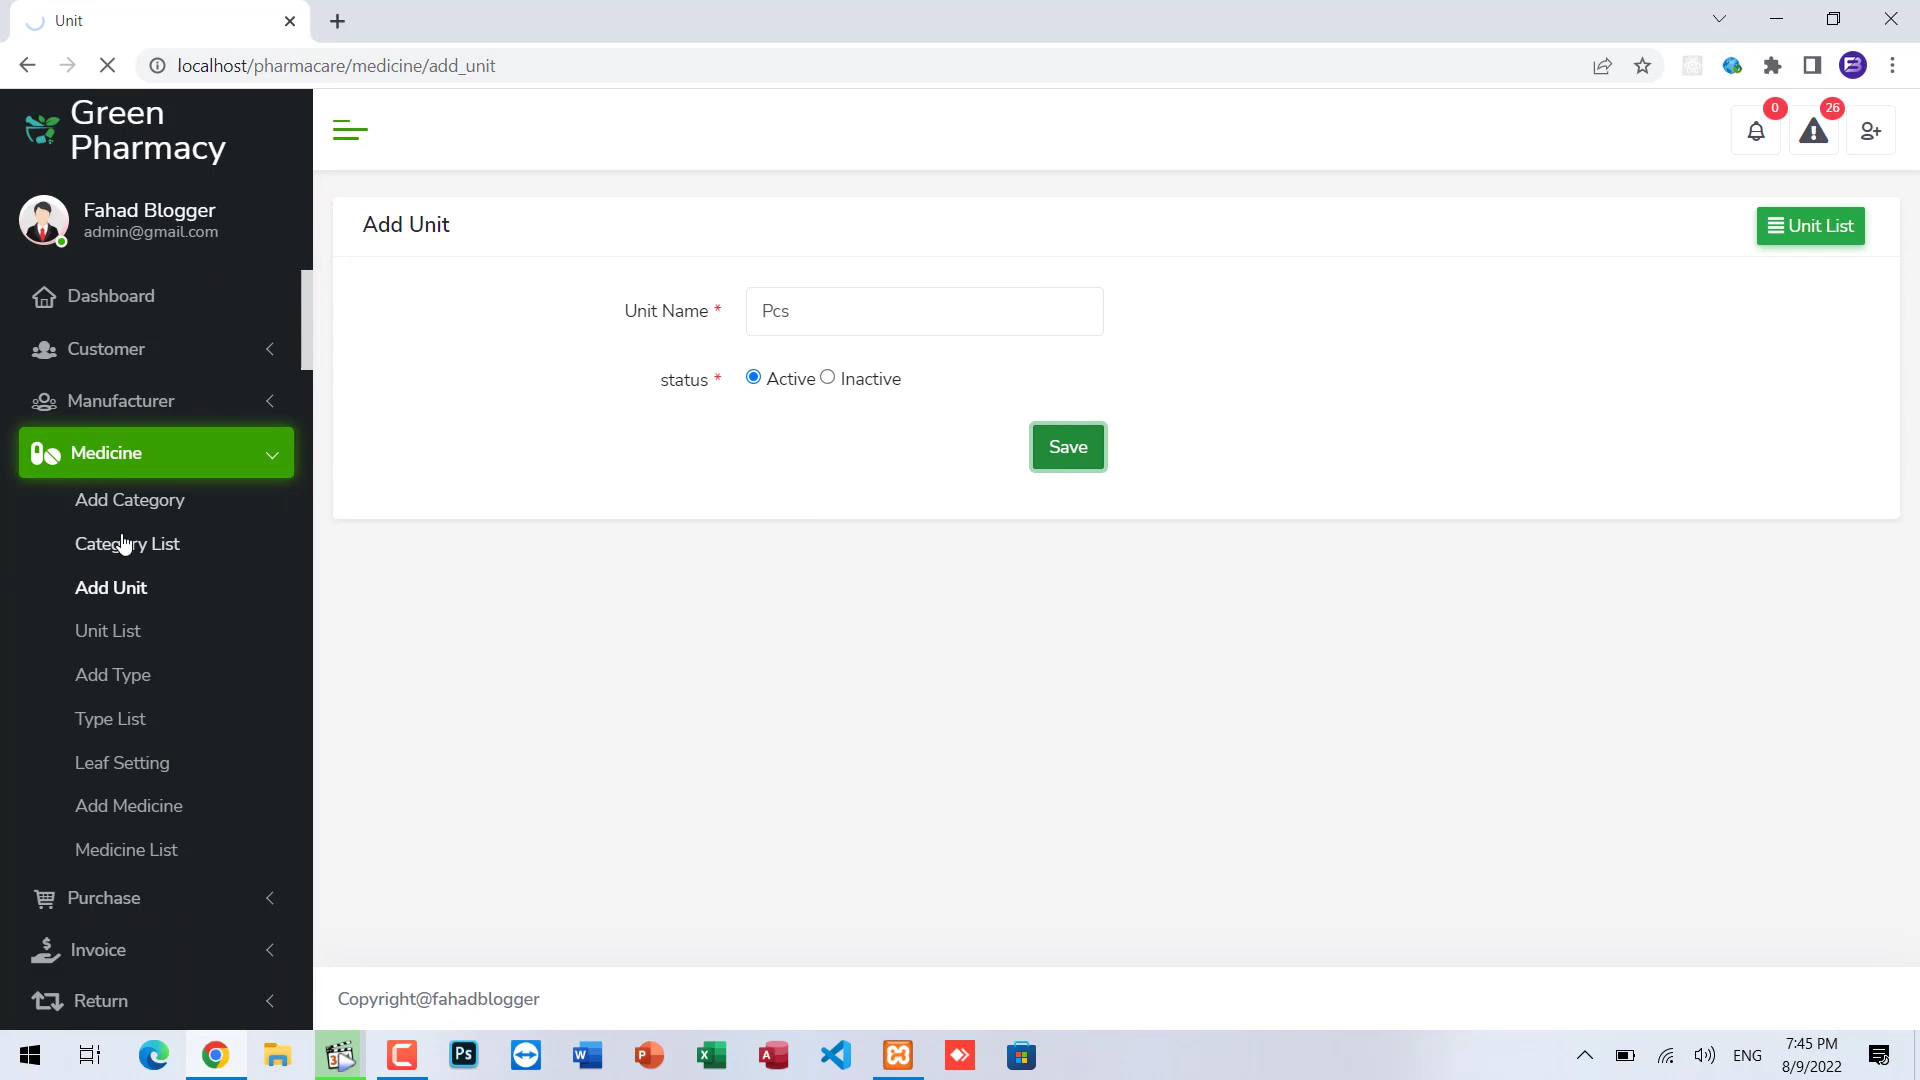 Unit
localhost/pharmacare/medicine/add_unit
Green
Pharmacy
0
26
Fahad Blogger
admin@gmail.com
Add Unit
Unit List
Unit Name *
Pcs
status *
Active
Inactive
Save
Dashboard
Customer
Manufacturer
Medicine
Add Category
Category List
Add Unit
Unit List
Add Type
Type List
Leaf Setting
Add Medicine
Medicine List
Purchase
Invoice
Return
Copyright@fahadblogger
ENG
7:45 PM
8/9/2022